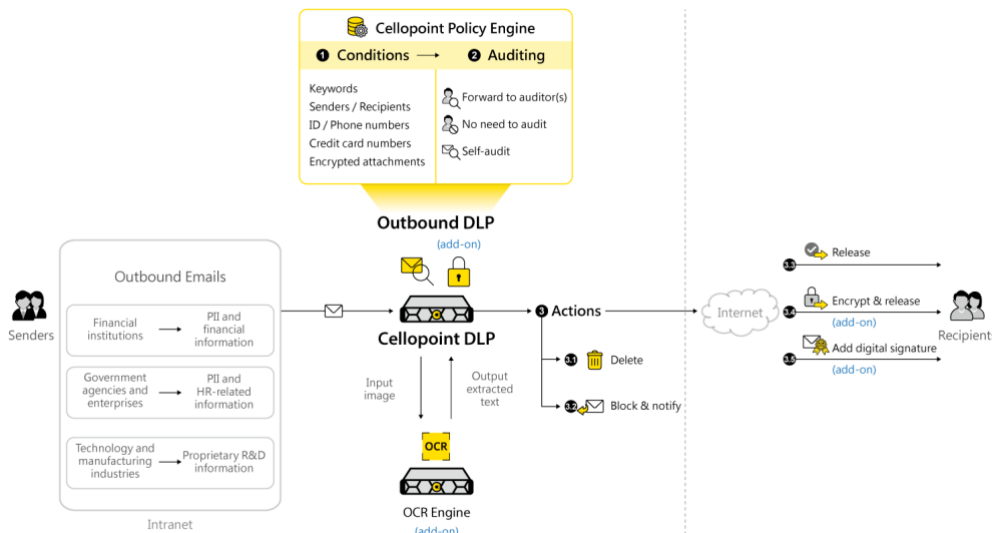 Cellopoint Policy Engine
1 Conditions
2 Auditing
Keywords
Senders / Recipients
ID / Phone numbers
Credit card numbers
Encrypted attachments
Forward to auditor(s)
No need to audit
Self-audit
Outbound DLP
(add-on)
Cellopoint DLP
Senders
Outbound Emails
Financial
institutions
PII and
financial
information
Government
agencies and
enterprises
PII and
HR-related
information
Technology and
manufacturing
industries
Proprietary R&D
information
Intranet
Input
image
Output
extracted
text
OCR
OCR Engine
(add-on)
3 Actions
3.1 Delete
3.2 Block & notify
Internet
3.3 Release
3.4 Encrypt & release
(add-on)
3.5 Add digital signature
(add-on)
Recipients